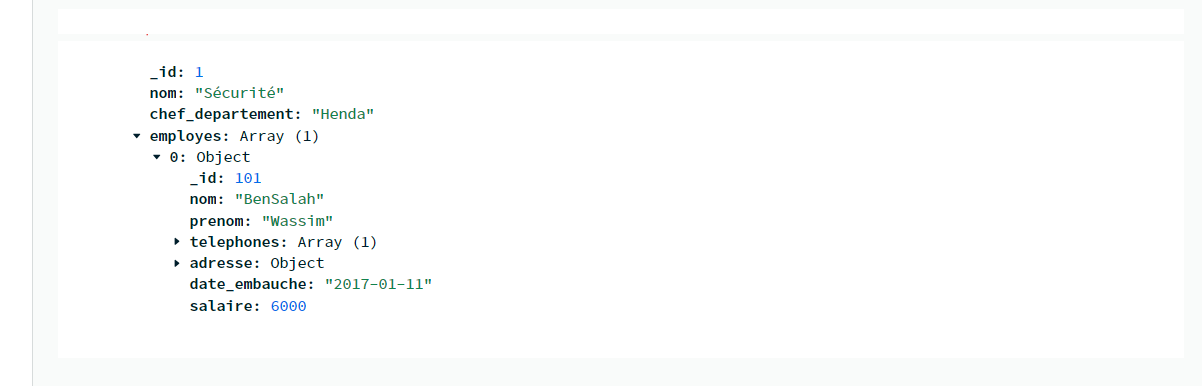 _id: 1
nom: "Sécurité"
chef_departement: "Henda"
employes: Array (1)
0: Object
_id: 101
nom: "BenSalah"
prenom: "Wassim"
telephones: Array (1)
adresse: Object
date_embauche: "2017-01-11"
salaire: 6000